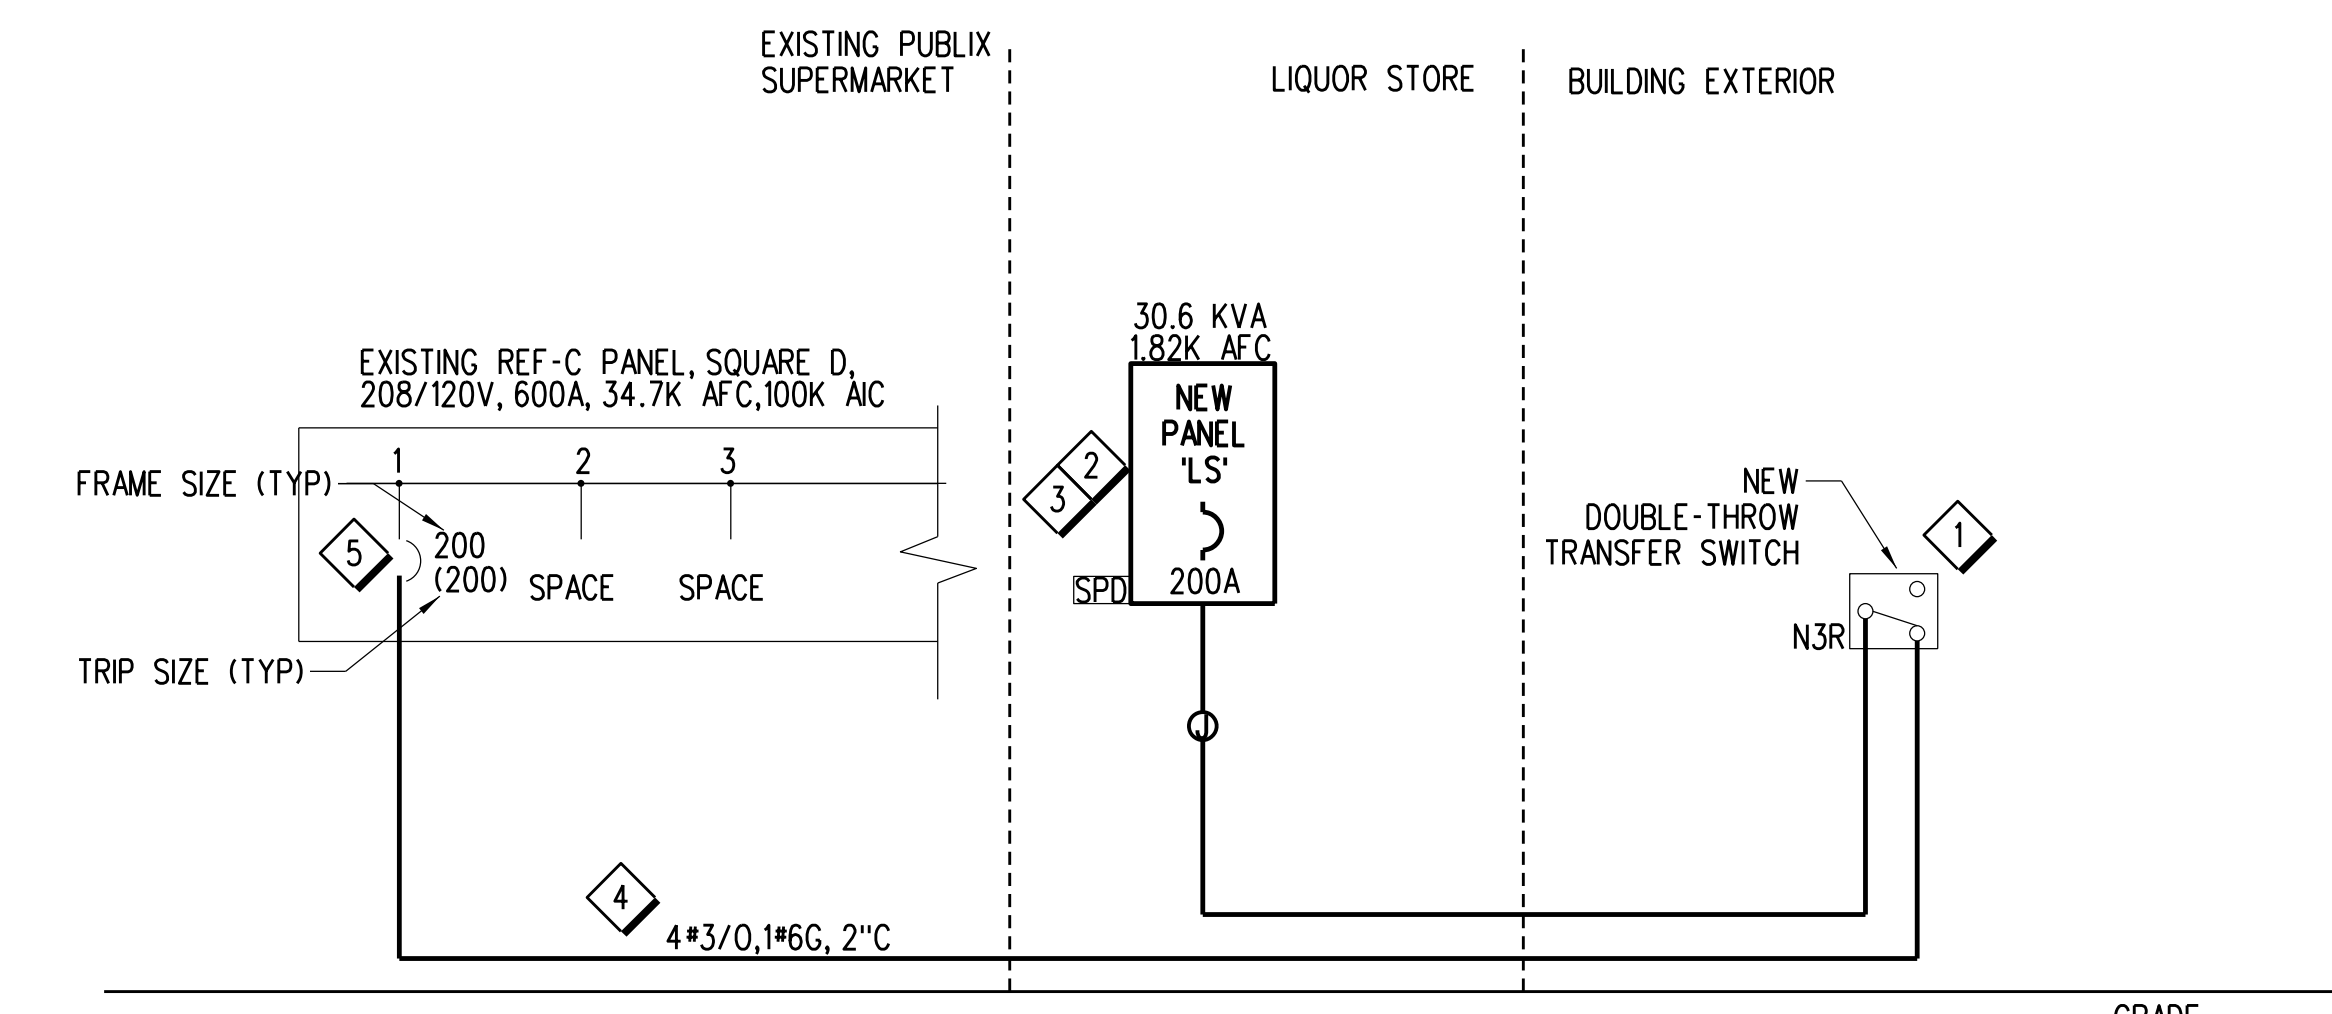 EXISTING PUBLIX
SUPERMARKET
LIQUOR STORE
BUILDING EXTERIOR
30.6 KVA
1.82K AFC
EXISTING REF-C PANEL, SQUARE D,
208/120V, 600A, 34.7K AFC,100K AIC
NEW
PANEL
'LS'
200A
SPD
2
3
1
2
3
FRAME SIZE (TYP)
5
200
(200)
SPACE
SPACE
TRIP SIZE (TYP)
NEW
DOUBLE-THROW
TRANSFER SWITCH
1
N3R
J
4
4#3/0,1#6G, 2"C
GRADE